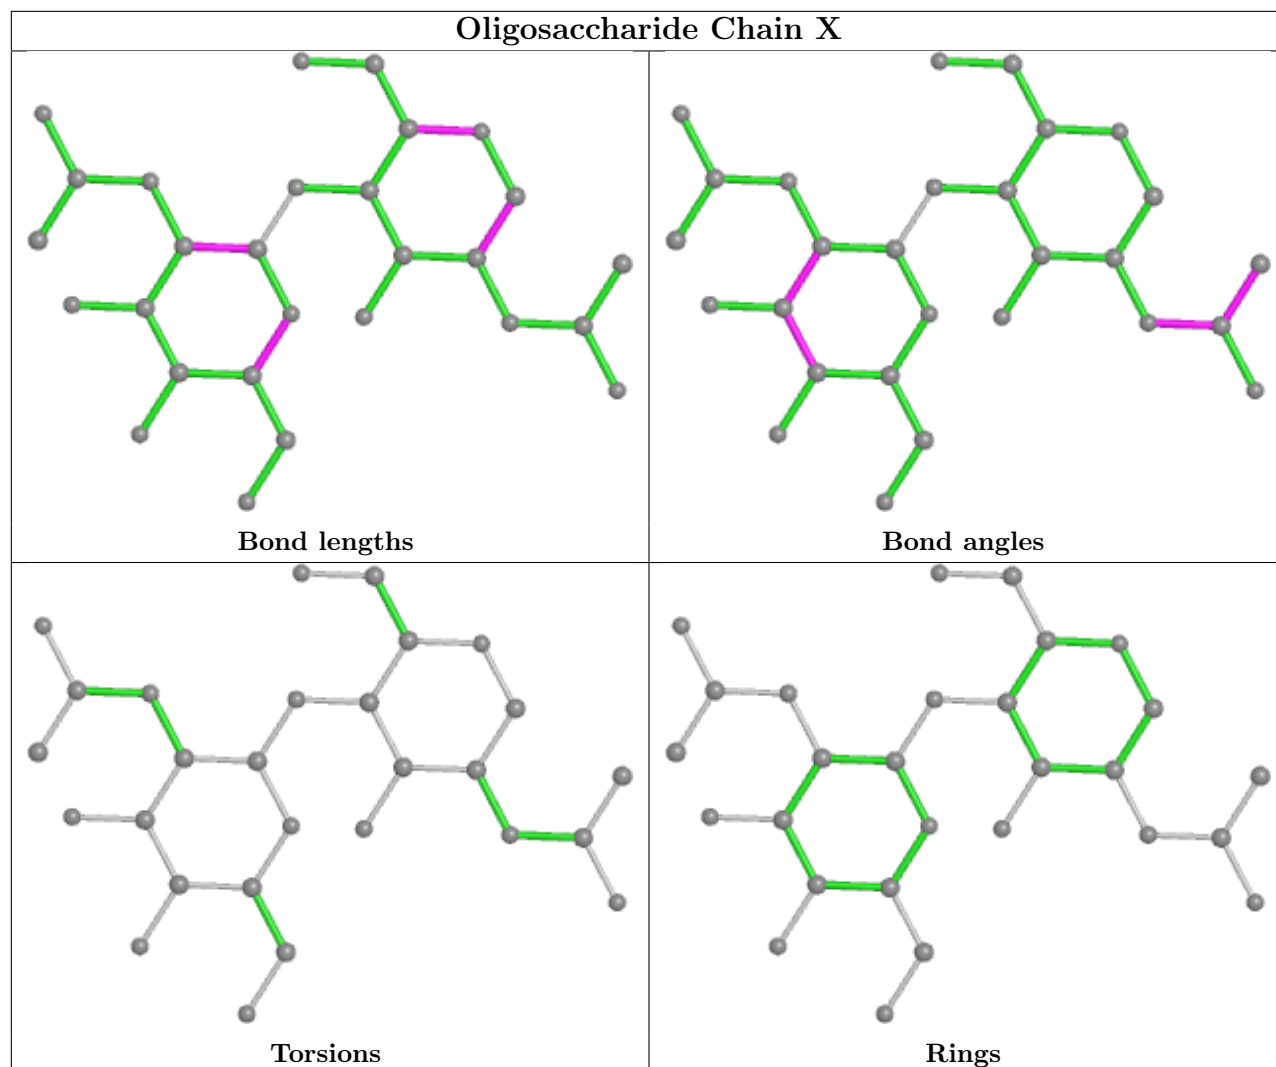 Oligosaccharide Chain X
Bond lengths
Bond angles
Torsions
Rings